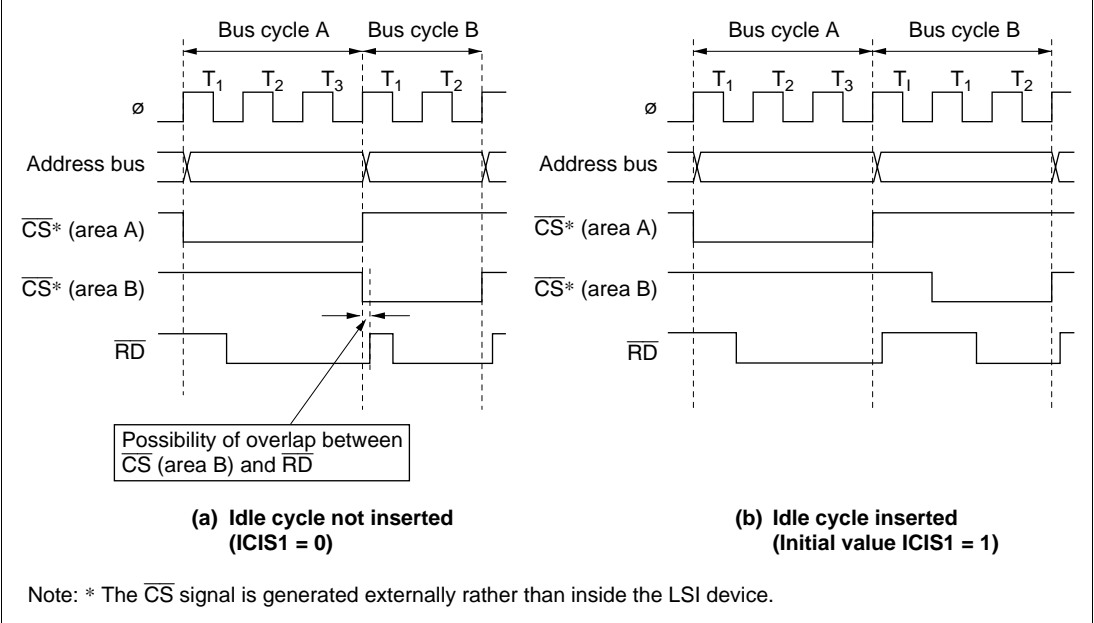 Bus cycle A Bus cycle B
T1 T2 T3 T1 T2
ø
Address bus
CS* (area A)
CS* (area B)
RD
Possibility of overlap between
CS (area B) and RD
(a) Idle cycle not inserted
(ICIS1 = 0)
Bus cycle A Bus cycle B
T1 T2 T3 TI T1 T2
ø
Address bus
CS* (area A)
CS* (area B)
RD
(b) Idle cycle inserted
(Initial value ICIS1 = 1)
Note: * The CS signal is generated externally rather than inside the LSI device.